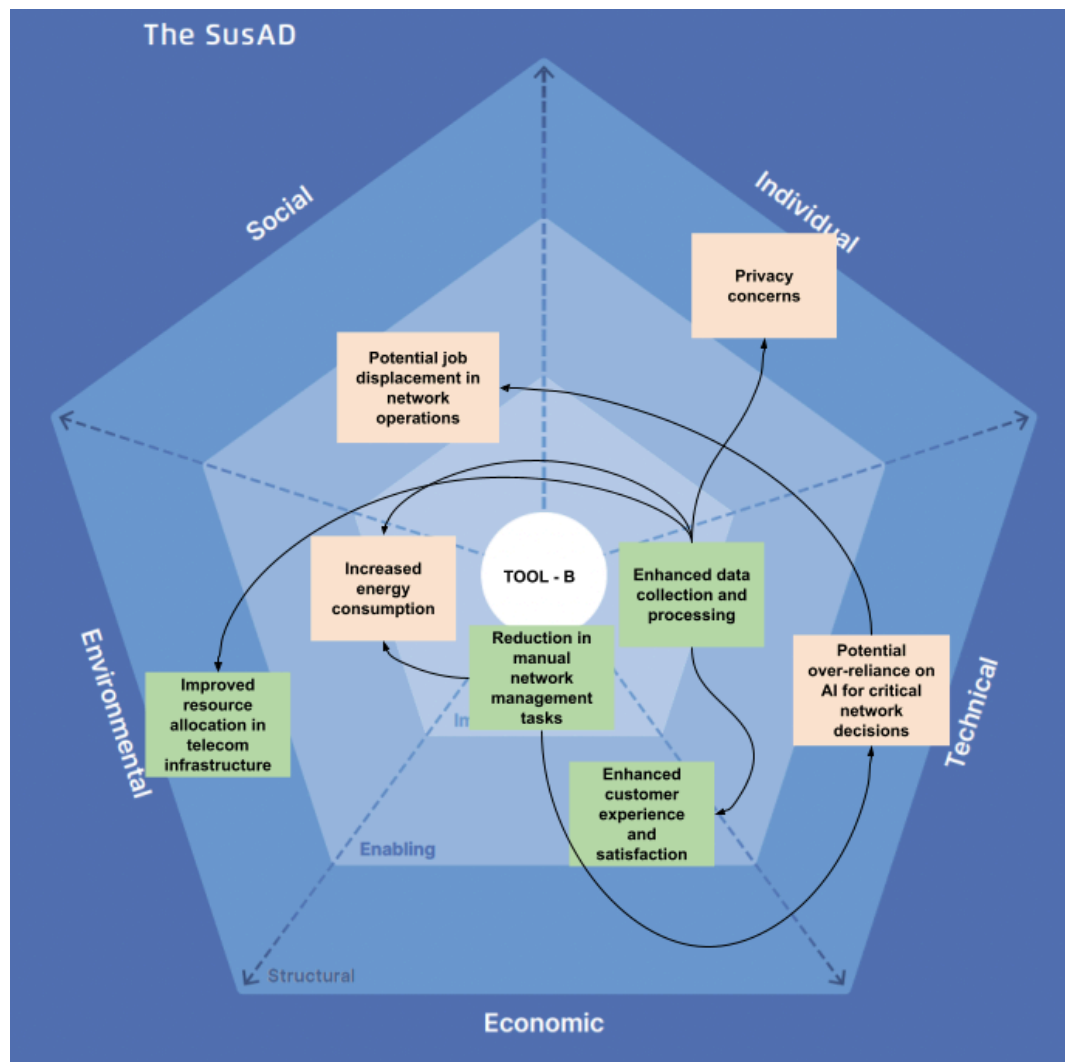 The SusAD
Social
Individual
Privacy
concerns
Potential job
displacement in
network
operations
Increased
energy
consumption
TOOL - B
Enhanced data
collection and
processing
Reduction in
manual
network
management
tasks
Potential
over-reliance on
AI for critical
network
decisions
Improved
resource
allocation in
telecom
infrastructure
Environmental
Technical
Im
Enhanced
customer
experience
and
satisfaction
Enabling
Structural
Economic